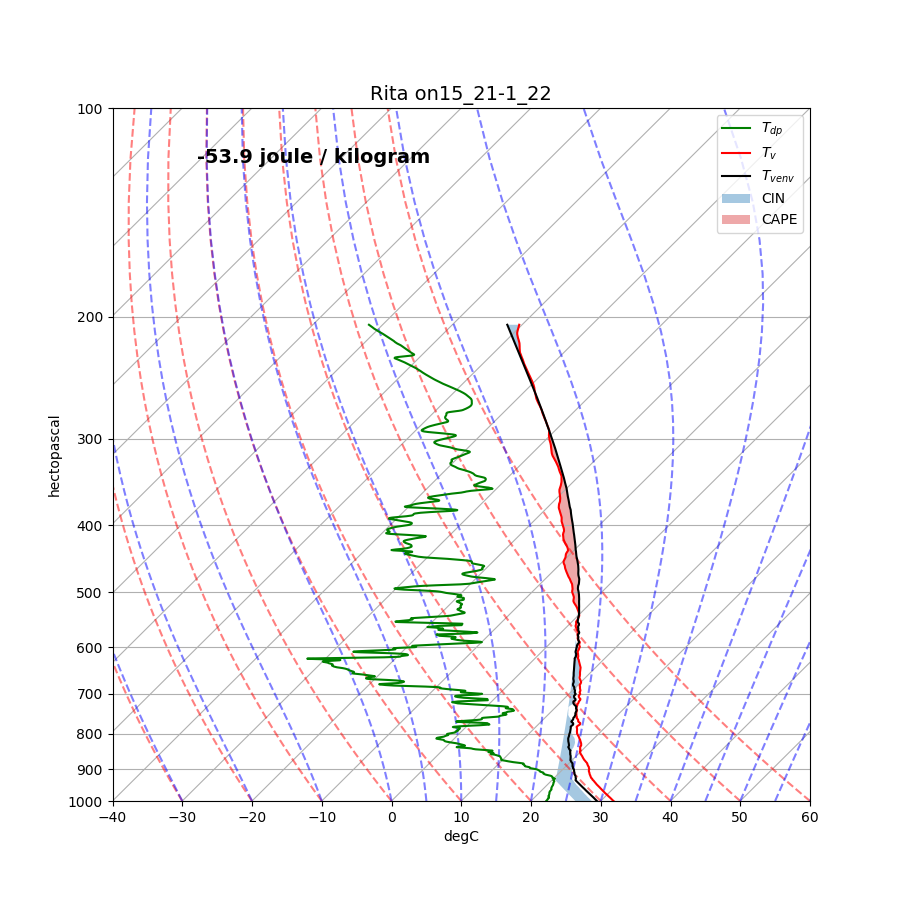 Rita on15_21-1_22
-53.9 joule / kilogram
T_dp
T_v
T_venv
CIN
CAPE
hectopascal
100
200
300
400
500
600
700
800
900
1000
−40 −30 −20 −10 0 10 20 30 40 50 60
degC